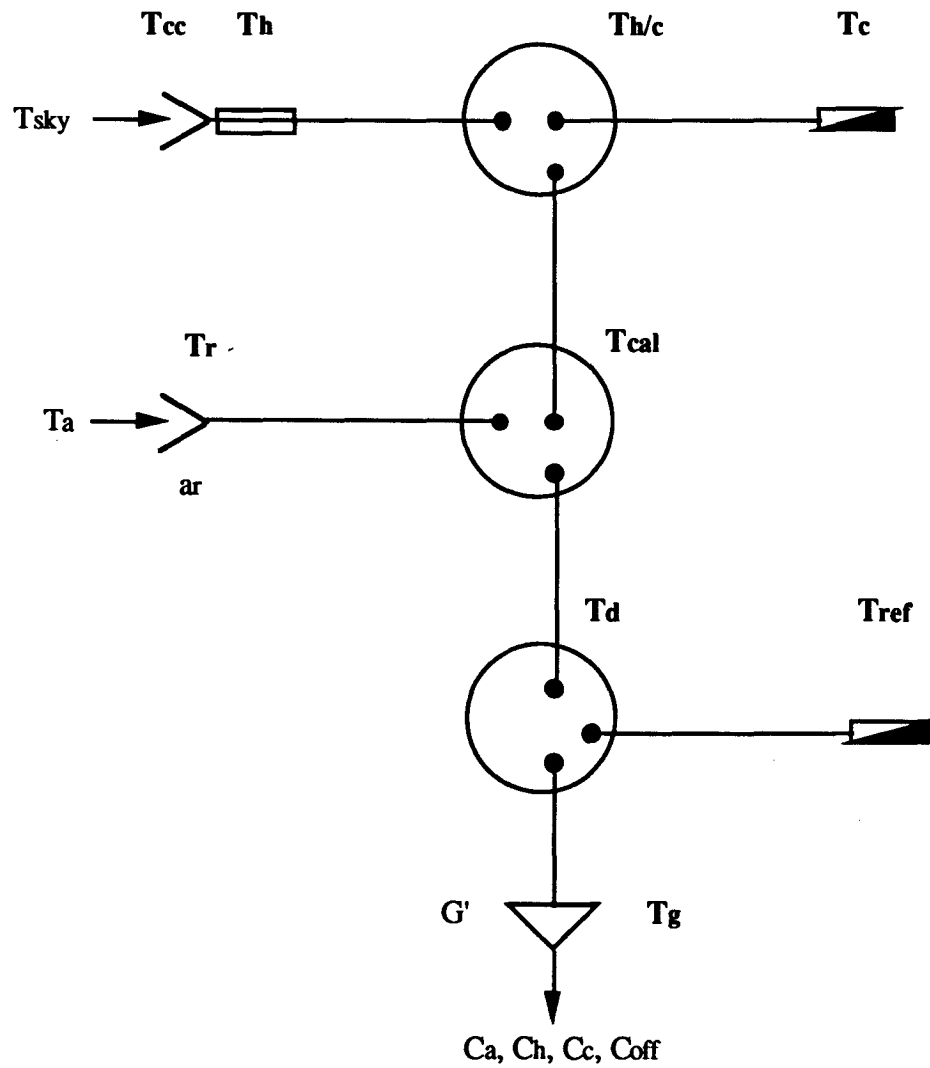 Tcc Th Th/c Tc
Tsky
Tr Tcal
Ta
ar
Td Tref
G' Tg
Ca, Ch, Cc, Coff